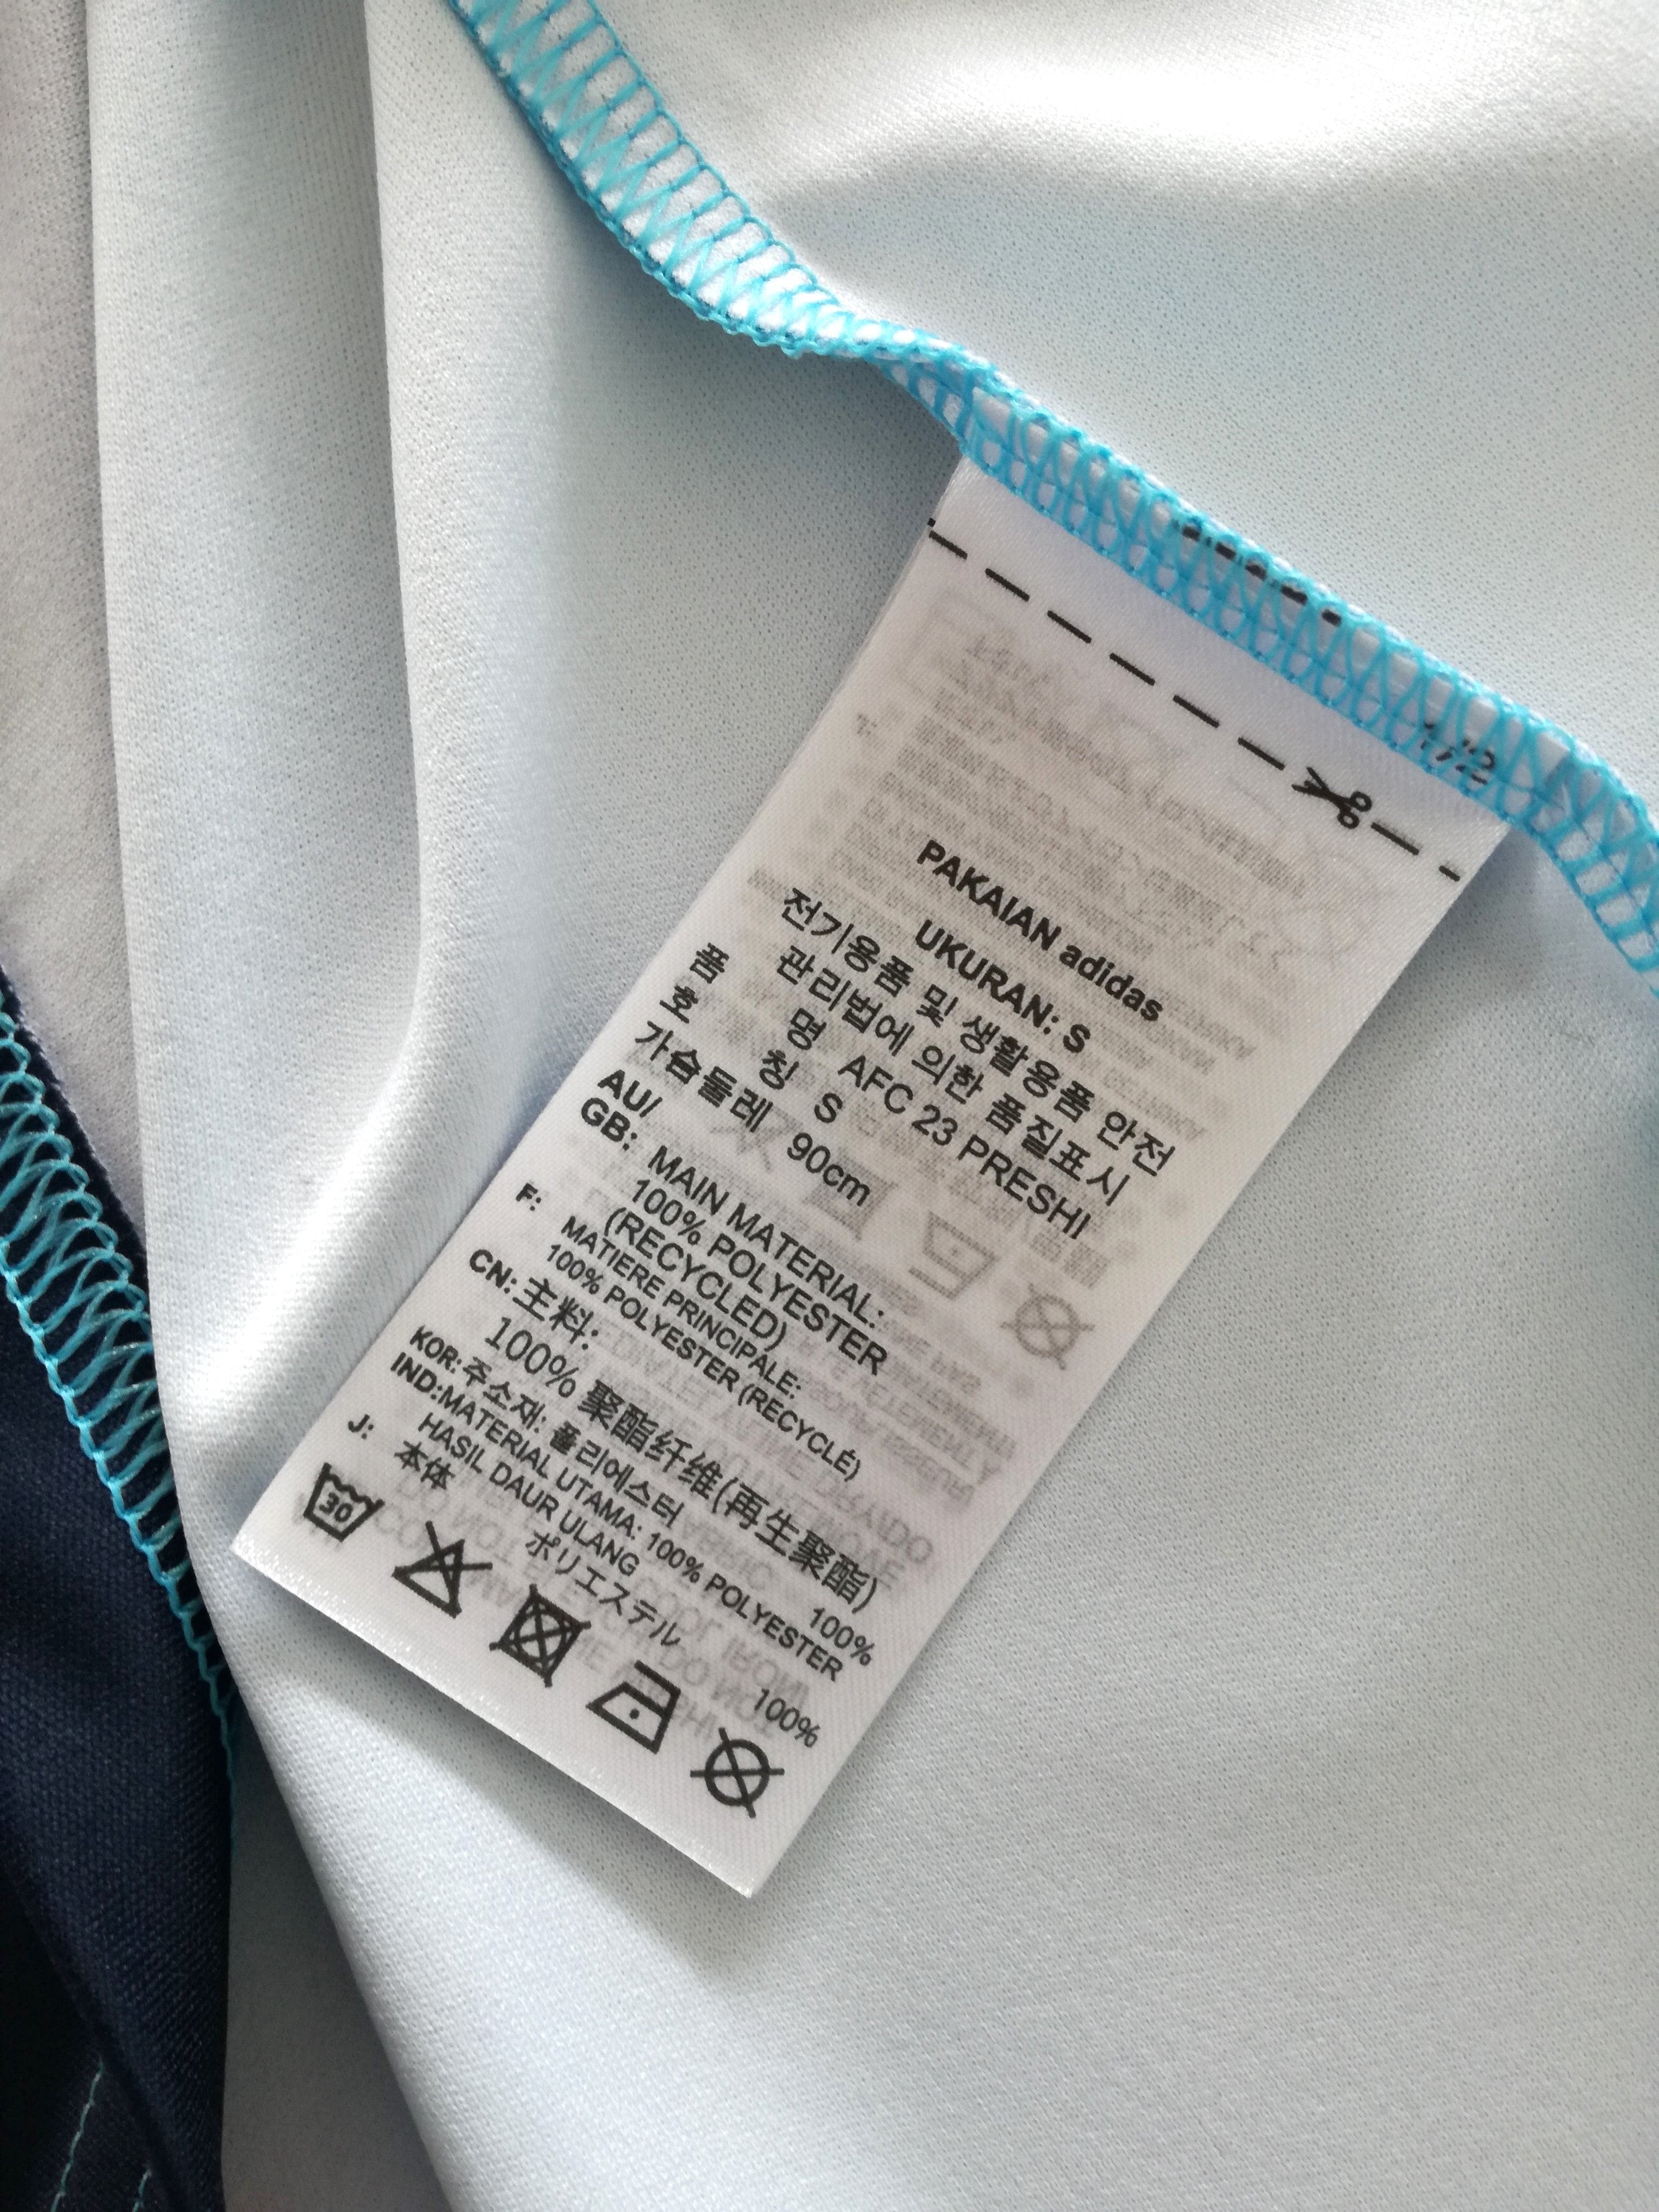 1/2
PAKAIAN adidas
UKURAN: S
전기용품 및 생활용품 안전
관리법에 의한 품질표시
품 명 AFC 23 PRESHI
호 칭 S
가슴둘레 90cm
AU/
GB: MAIN MATERIAL:
100% POLYESTER
(RECYCLED)
F: MATIERE PRINCIPALE:
100% POLYESTER (RECYCLÉ)
CN: 主料:
100% 聚酯纤维(再生聚酯)
KOR: 주소재: 폴리에스터 100%
IND:MATERIAL UTAMA: 100% POLYESTER
HASIL DAUR ULANG
J: 本体 ポリエステル 100%
30